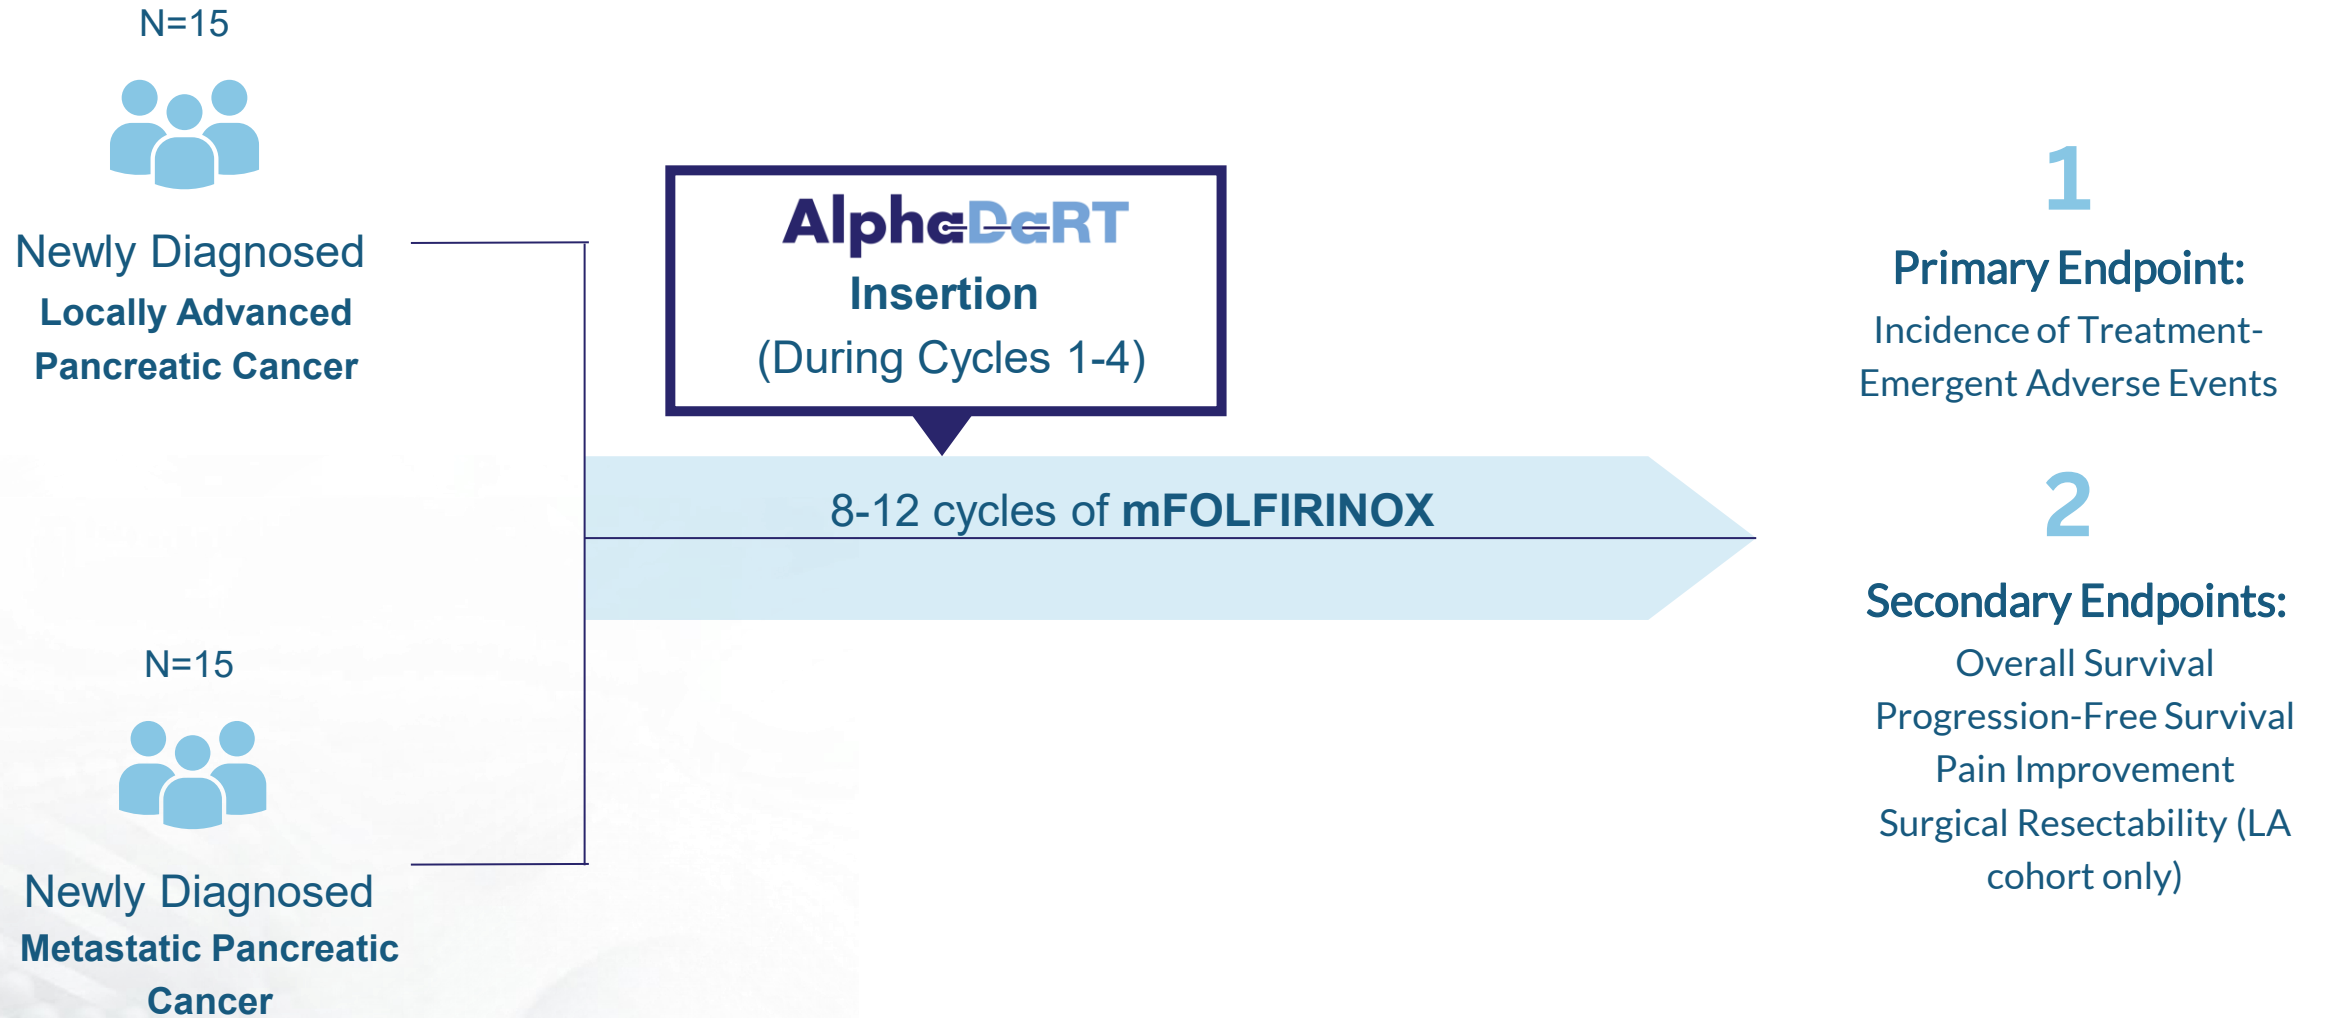 N=15
Newly Diagnosed
Locally Advanced
Pancreatic Cancer
N=15
Newly Diagnosed
Metastatic Pancreatic
Cancer
AlphaDaRT
Insertion
(During Cycles 1-4)
8-12 cycles of mFOLFIRINOX
1
Primary Endpoint:
Incidence of Treatment-
Emergent Adverse Events
2
Secondary Endpoints:
Overall Survival
Progression-Free Survival
Pain Improvement
Surgical Resectability (LA
cohort only)